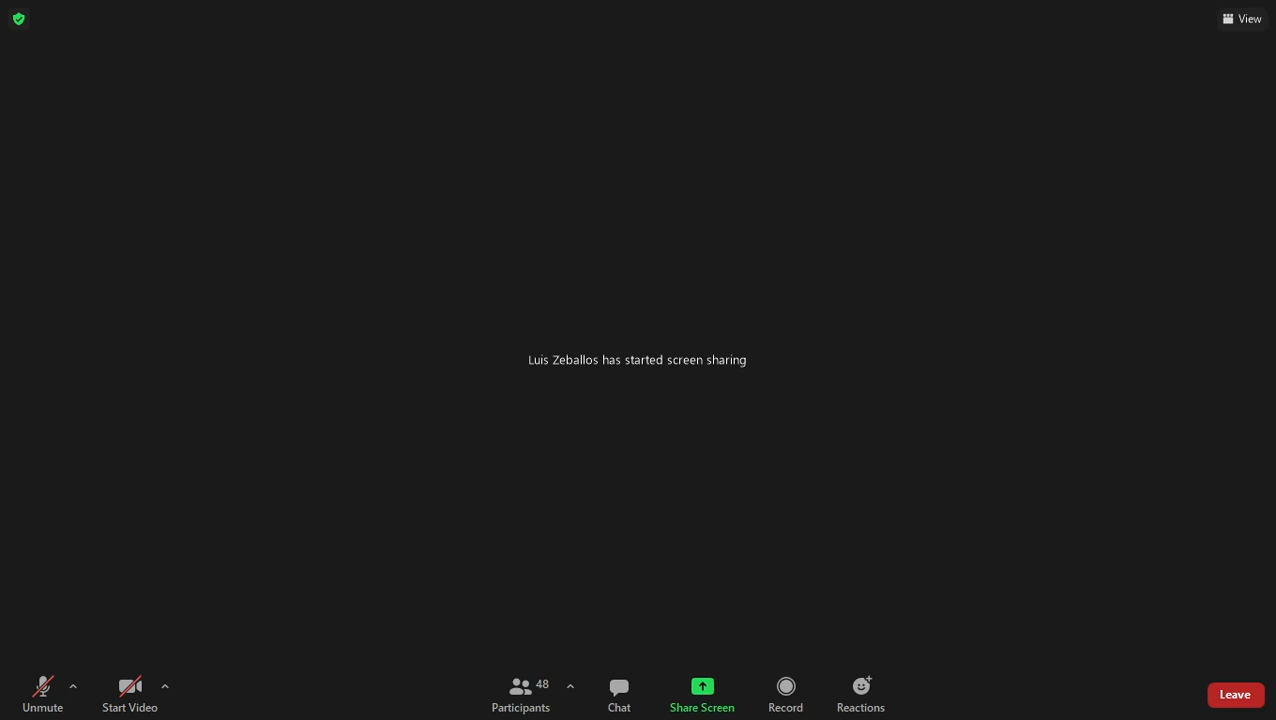 View
Luis Zeballos has started screen sharing
48
Unmute
Start Video
Participants
Chat
Share Screen
Record
Reactions
Leave